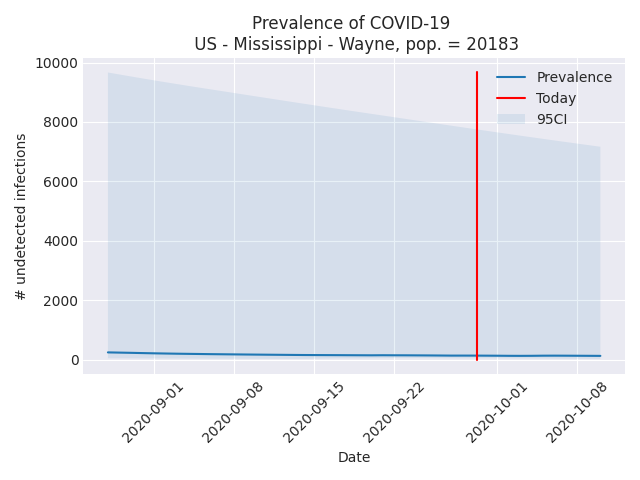 Prevalence of COVID-19
US - Mississippi - Wayne, pop. = 20183
10000
8000
6000
4000
2000
0
# undetected infections
Prevalence
Today
95CI
2020-09-01
2020-09-08
2020-09-15
2020-09-22
2020-10-01
2020-10-08
Date